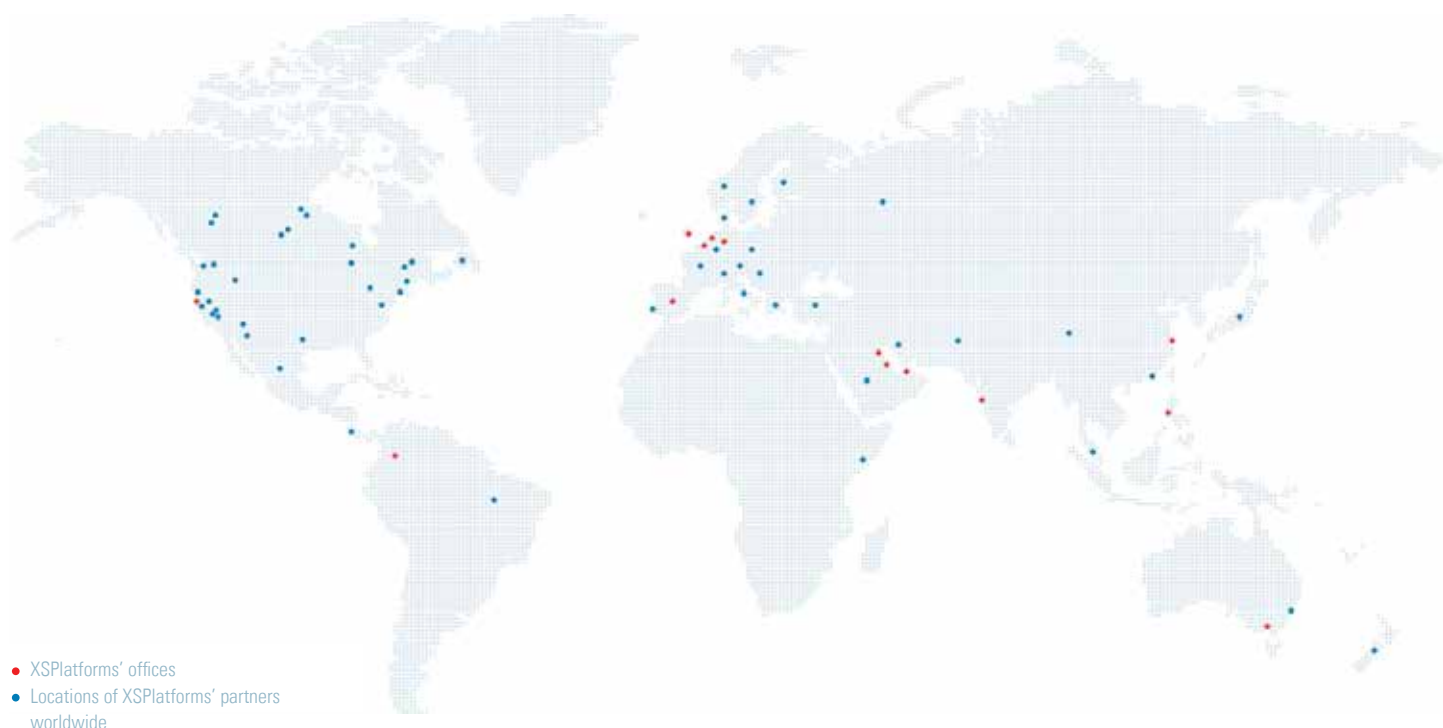 XSPlatforms' offices
Locations of XSPlatforms' partners
worldwide